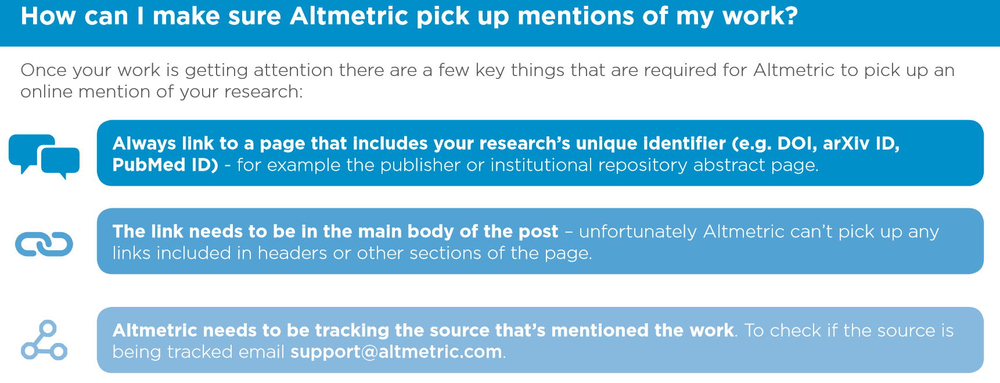 How can I make sure Altmetric pick up mentions of my work?
Once your work is getting attention there are a few key things that are required for Altmetric to pick up an
online mention of your research:
Always link to a page that includes your research’s unique identifier (e.g. DOI, arXiv ID,
PubMed ID) - for example the publisher or institutional repository abstract page.
The link needs to be in the main body of the post – unfortunately Altmetric can’t pick up any
links included in headers or other sections of the page.
Altmetric needs to be tracking the source that’s mentioned the work. To check if the source is
being tracked email support@altmetric.com.